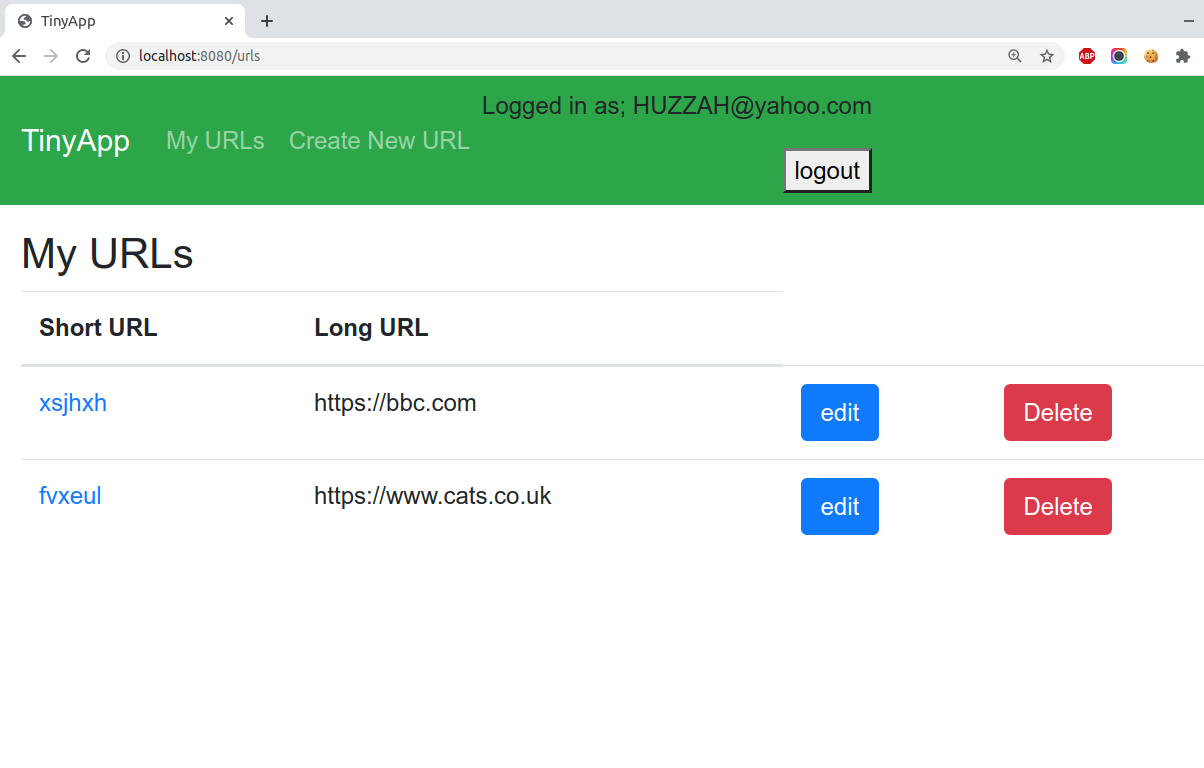 TinyApp
localhost:8080/urls
ABP
Logged in as; HUZZAH@yahoo.com
TinyApp My URLs Create New URL
logout
My URLs
Short URL Long URL
xsjhxh https://bbc.com edit Delete
fvxeul https://www.cats.co.uk edit Delete